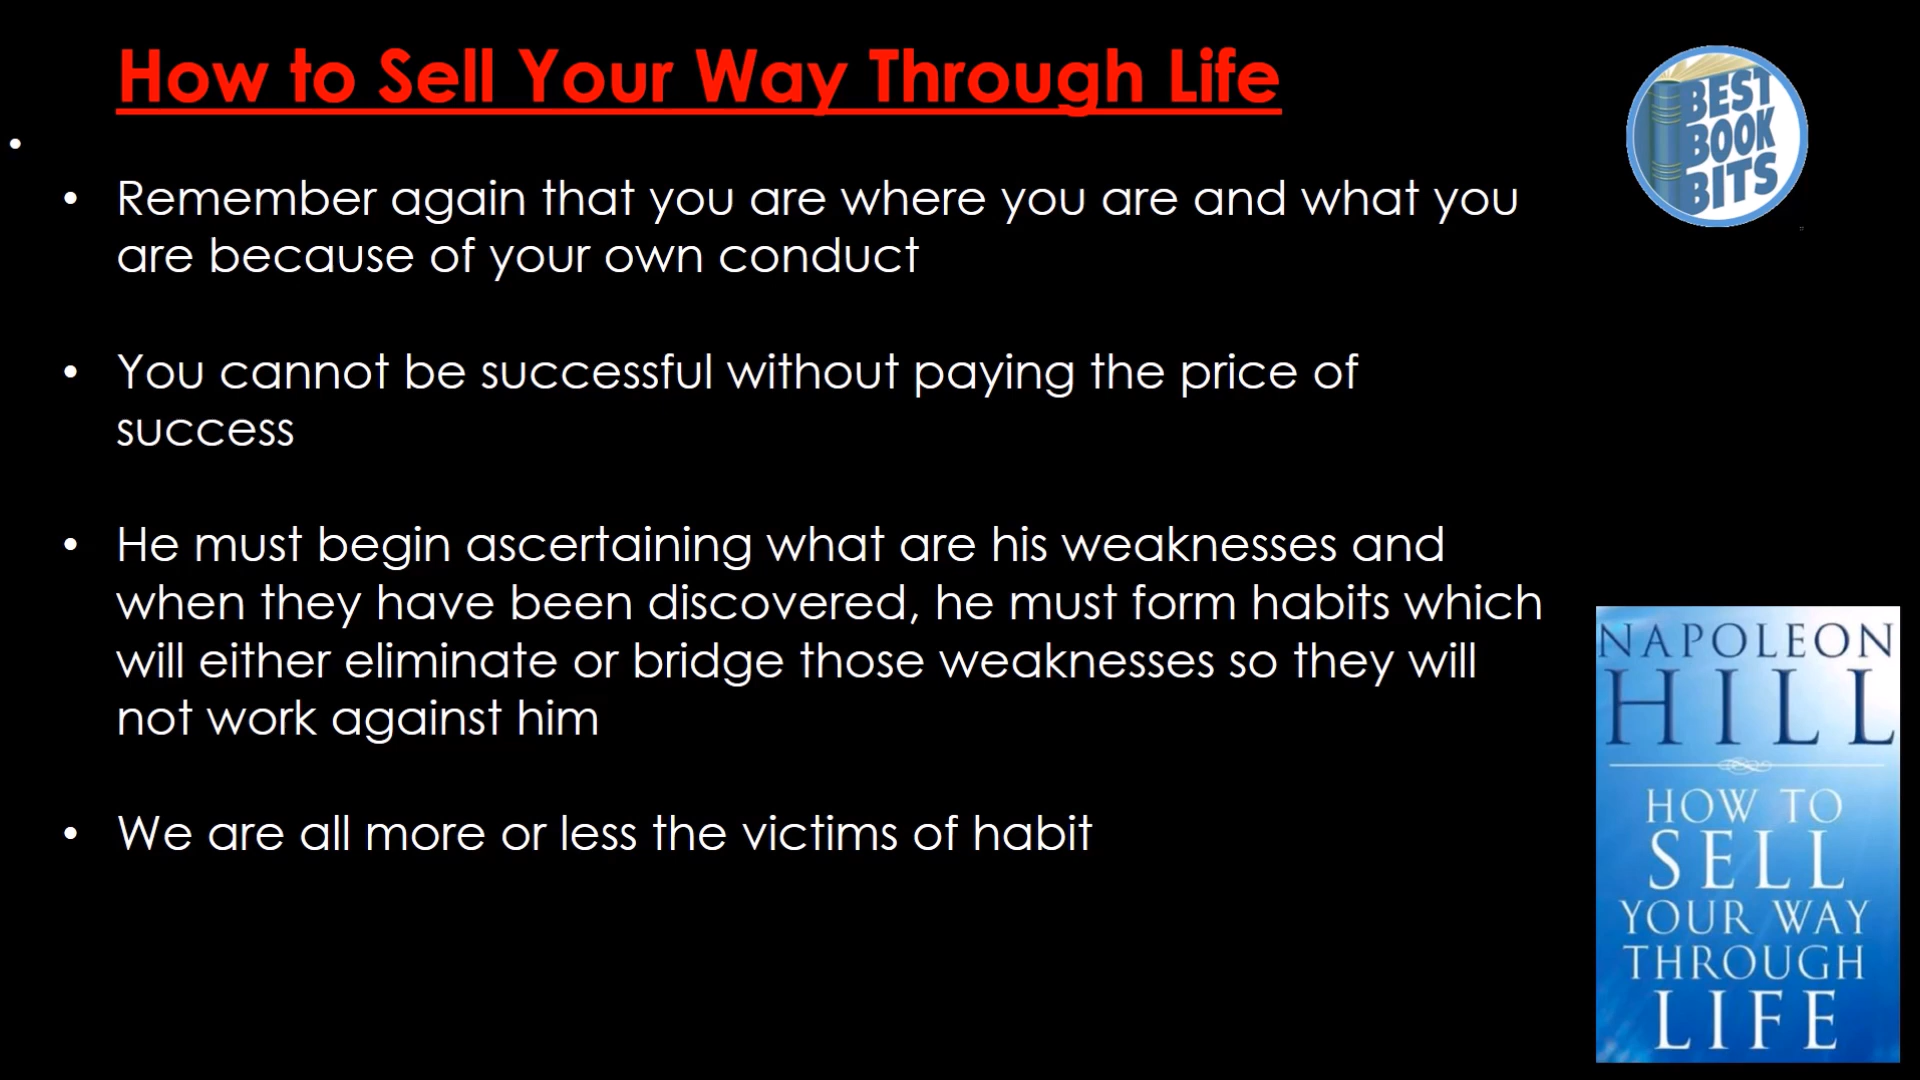 How to Sell Your Way Through Life
BEST
BOOK
BITS
•
• Remember again that you are where you are and what you
are because of your own conduct
• You cannot be successful without paying the price of
success
• He must begin ascertaining what are his weaknesses and
when they have been discovered, he must form habits which
will either eliminate or bridge those weaknesses so they will
not work against him
• We are all more or less the victims of habit
NAPOLEON
HILL
HOW TO
SELL
YOUR WAY
THROUGH
LIFE